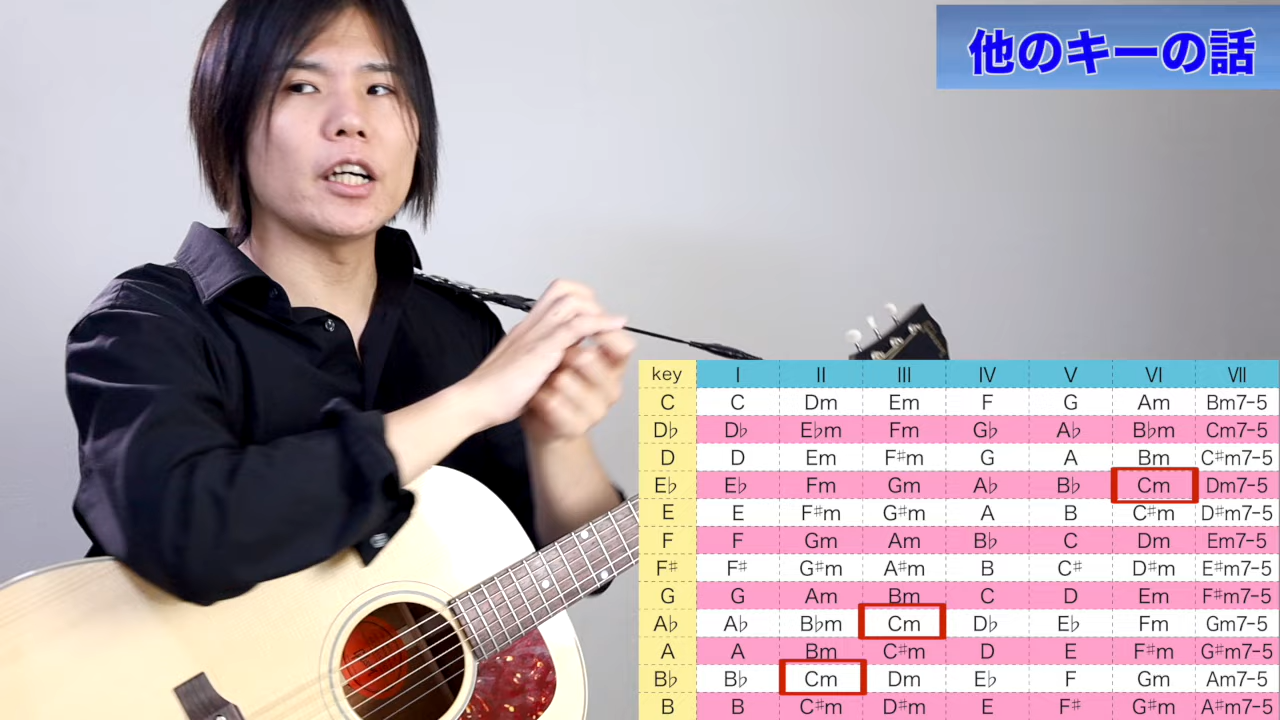 他のキーの話
key Ⅰ Ⅱ Ⅲ Ⅳ Ⅴ Ⅵ Ⅶ
C C Dm Em F G Am Bm7-5
D♭ D♭ E♭m Fm G♭ A♭ B♭m Cm7-5
D D Em F♯m G A Bm C♯m7-5
E♭ E♭ Fm Gm A♭ B♭ Cm Dm7-5
E E F♯m G♯m A B C♯m D♯m7-5
F F Gm Am B♭ C Dm Em7-5
F♯ F♯ G♯m A♯m B C♯ D♯m E♯m7-5
G G Am Bm C D Em F♯m7-5
A♭ A♭ B♭m Cm D♭ E♭ Fm Gm7-5
A A Bm C♯m D E F♯m G♯m7-5
B♭ B♭ Cm Dm E♭ F Gm Am7-5
B B C♯m D♯m E F♯ G♯m A♯m7-5